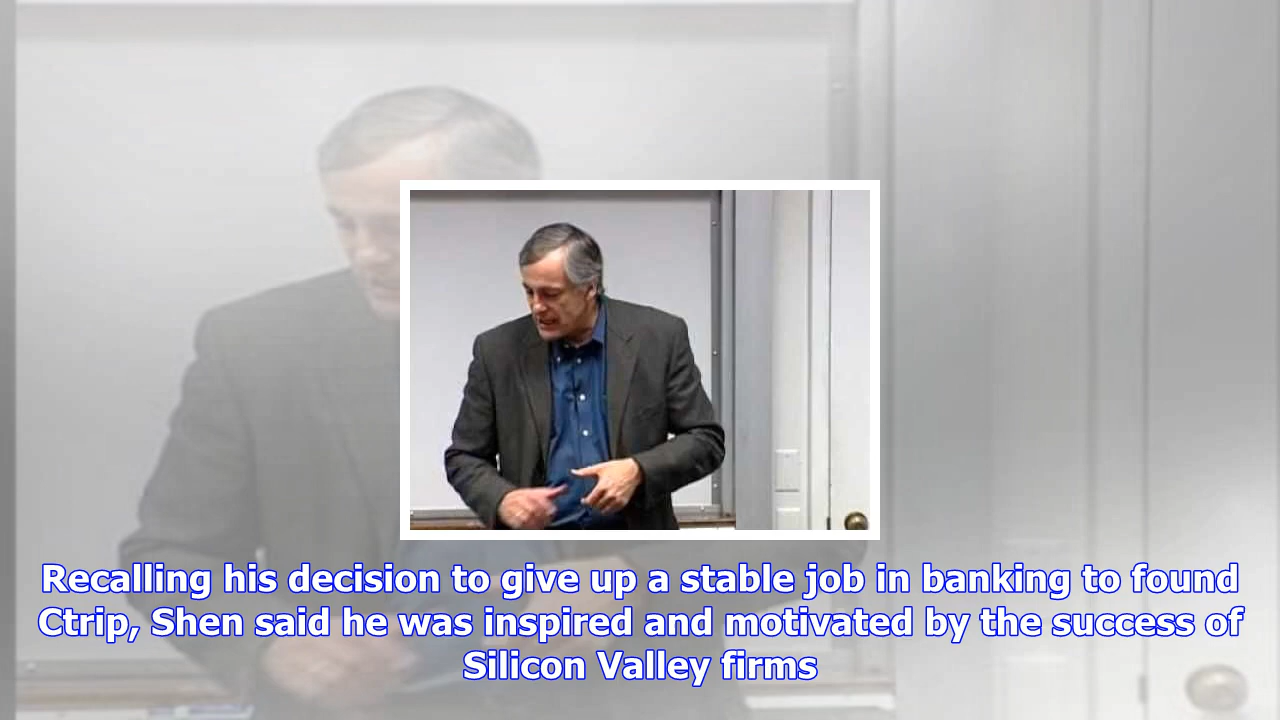 Recalling his decision to give up a stable job in banking to found
Ctrip, Shen said he was inspired and motivated by the success of
Silicon Valley firms